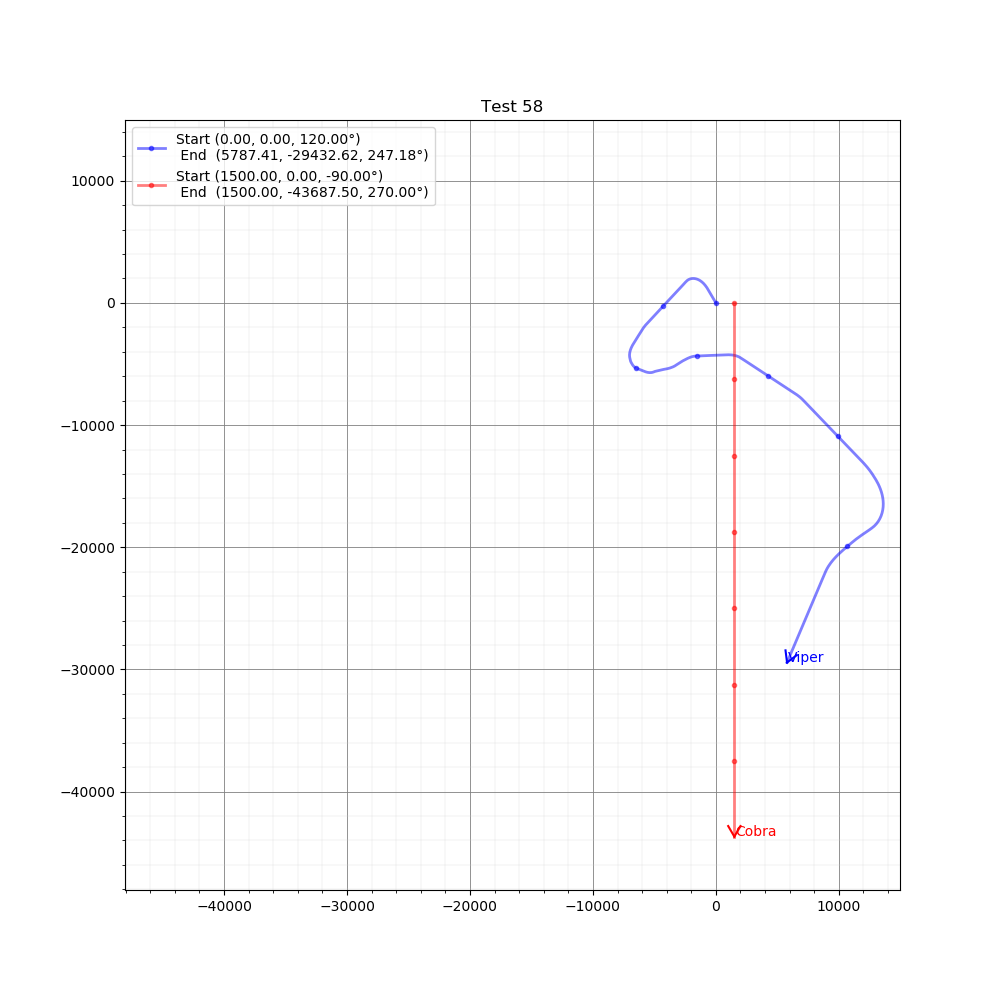 Test 58
Start (0.00, 0.00, 120.00°)
End  (5787.41, -29432.62, 247.18°)
Start (1500.00, 0.00, -90.00°)
End  (1500.00, -43687.50, 270.00°)
10000
0
−10000
−20000
−30000
−40000
Viper
Cobra
−40000 −30000 −20000 −10000 0 10000